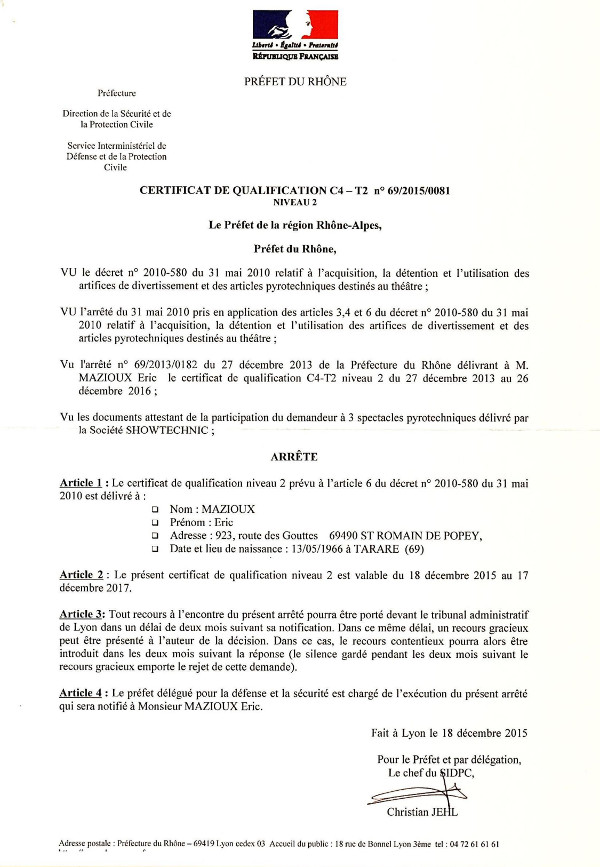 Liberté • Égalité • Fraternité
RÉPUBLIQUE FRANÇAISE
PRÉFET DU RHÔNE
Préfecture
Direction de la Sécurité et de
la Protection Civile
Service Interministériel de
Défense et de la Protection
Civile
CERTIFICAT DE QUALIFICATION C4 – T2 n° 69/2015/0081
NIVEAU 2
Le Préfet de la région Rhône-Alpes,
Préfet du Rhône,
VU le décret n° 2010-580 du 31 mai 2010 relatif à l'acquisition, la détention et l'utilisation des
artifices de divertissement et des articles pyrotechniques destinés au théâtre ;
VU l'arrêté du 31 mai 2010 pris en application des articles 3,4 et 6 du décret n° 2010-580 du 31 mai
2010 relatif à l'acquisition, la détention et l'utilisation des artifices de divertissement et des
articles pyrotechniques destinés au théâtre ;
Vu l'arrêté n° 69/2013/0182 du 27 décembre 2013 de la Préfecture du Rhône délivrant à M.
MAZIOUX Eric le certificat de qualification C4-T2 niveau 2 du 27 décembre 2013 au 26
décembre 2016 ;
Vu les documents attestant de la participation du demandeur à 3 spectacles pyrotechniques délivré par
la Société SHOWTECHNIC ;
ARRÊTE
Article 1 : Le certificat de qualification niveau 2 prévu à l'article 6 du décret n° 2010-580 du 31 mai
2010 est délivré à :
❑ Nom : MAZIOUX
❑ Prénom : Eric
❑ Adresse : 923, route des Gouttes 69490 ST ROMAIN DE POPEY,
❑ Date et lieu de naissance : 13/05/1966 à TARARE (69)
Article 2 : Le présent certificat de qualification niveau 2 est valable du 18 décembre 2015 au 17
décembre 2017.
Article 3: Tout recours à l'encontre du présent arrêté pourra être porté devant le tribunal administratif
de Lyon dans un délai de deux mois suivant sa notification. Dans ce même délai, un recours gracieux
peut être présenté à l'auteur de la décision. Dans ce cas, le recours contentieux pourra alors être
introduit dans les deux mois suivant la réponse (le silence gardé pendant les deux mois suivant le
recours gracieux emporte le rejet de cette demande).
Article 4 : Le préfet délégué pour la défense et la sécurité est chargé de l'exécution du présent arrêté
qui sera notifié à Monsieur MAZIOUX Eric.
Fait à Lyon le 18 décembre 2015
Pour le Préfet et par délégation,
Le chef du SIDPC,
Christian JEHL
Adresse postale : Préfecture du Rhône – 69419 Lyon cedex 03 Accueil du public : 18 rue de Bonnel Lyon 3ème tel : 04 72 61 61 61